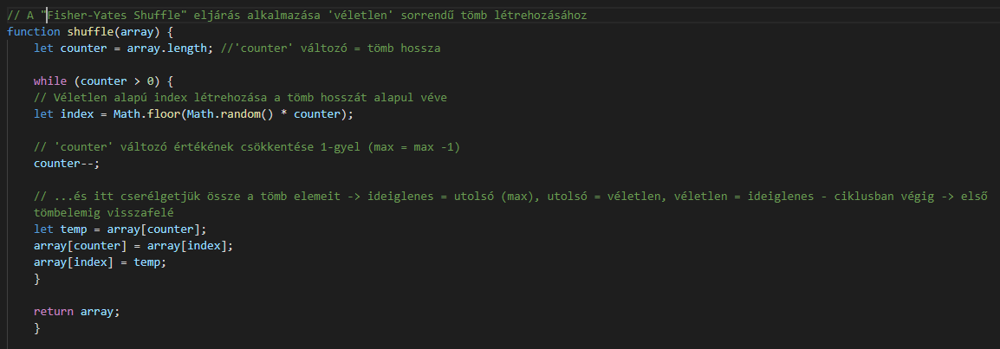 // A "Fisher-Yates Shuffle" eljárás alkalmazása 'véletlen' sorrendű tömb létrehozásához
function shuffle(array) {
let counter = array.length; //'counter' változó = tömb hossza
while (counter > 0) {
// Véletlen alapú index létrehozása a tömb hosszát alapul véve
let index = Math.floor(Math.random() * counter);
// 'counter' változó értékének csökkentése 1-gyel (max = max -1)
counter--;
// ...és itt cserélgetjük össze a tömb elemeit -> ideiglenes = utolsó (max), utolsó = véletlen, véletlen = ideiglenes - ciklusban végig -> első
tömbelemig visszafelé
let temp = array[counter];
array[counter] = array[index];
array[index] = temp;
}
return array;
}